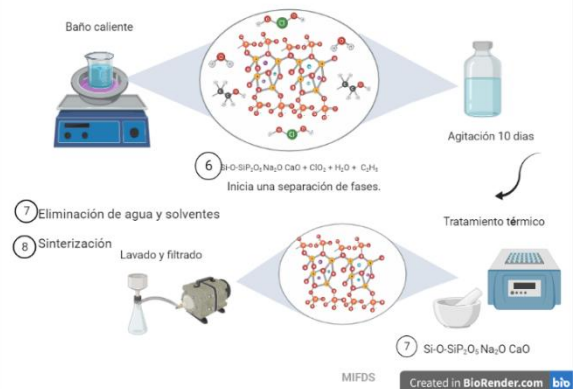 Baño caliente
Agitación 10 dias
6 Si-O-SiP₂O₅ Na₂O CaO + ClO₂ + H₂O + C₂H₅
Inicia una separación de fases.
7 Eliminación de agua y solventes
8 Sinterización
Tratamiento térmico
Lavado y filtrado
7 Si-O-SiP₂O₅ Na₂O CaO
MIFDS
Created in BioRender.com bio